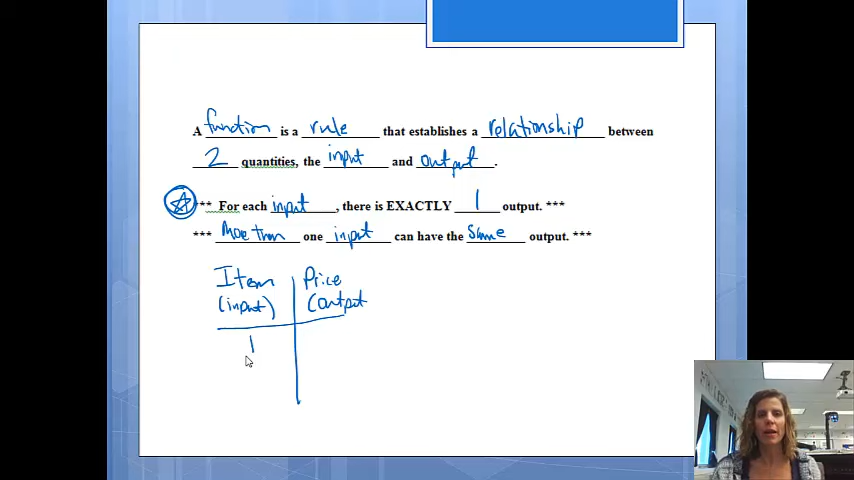 A function is a rule that establishes a relationship between
2 quantities, the input and output.
*** For each input, there is EXACTLY 1 output. ***
*** More than one input can have the same output. ***
Item Price
(input) (output
1